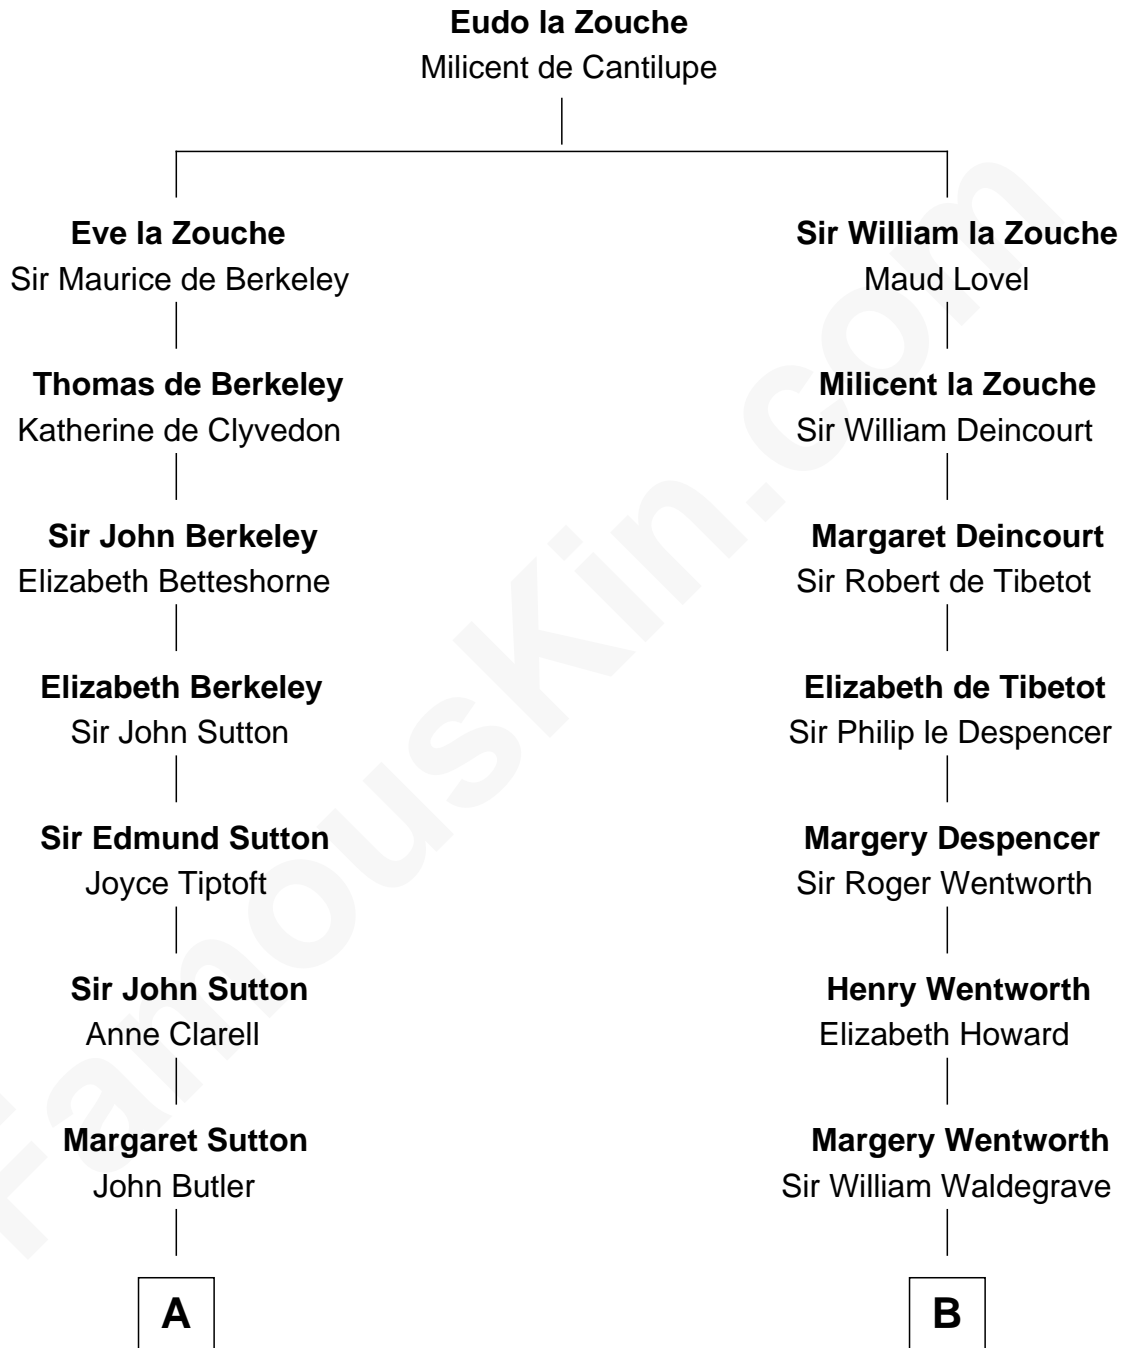 Eudo la Zouche
Milicent de Cantilupe
Eve la Zouche
Sir Maurice de Berkeley
Sir William la Zouche
Maud Lovel
Thomas de Berkeley
Katherine de Clyvedon
Milicent la Zouche
Sir William Deincourt
Sir John Berkeley
Elizabeth Betteshorne
Margaret Deincourt
Sir Robert de Tibetot
Elizabeth Berkeley
Sir John Sutton
Elizabeth de Tibetot
Sir Philip le Despencer
Sir Edmund Sutton
Joyce Tiptoft
Margery Despencer
Sir Roger Wentworth
Sir John Sutton
Anne Clarell
Henry Wentworth
Elizabeth Howard
Margaret Sutton
John Butler
Margery Wentworth
Sir William Waldegrave
A
B
FamousKin.com